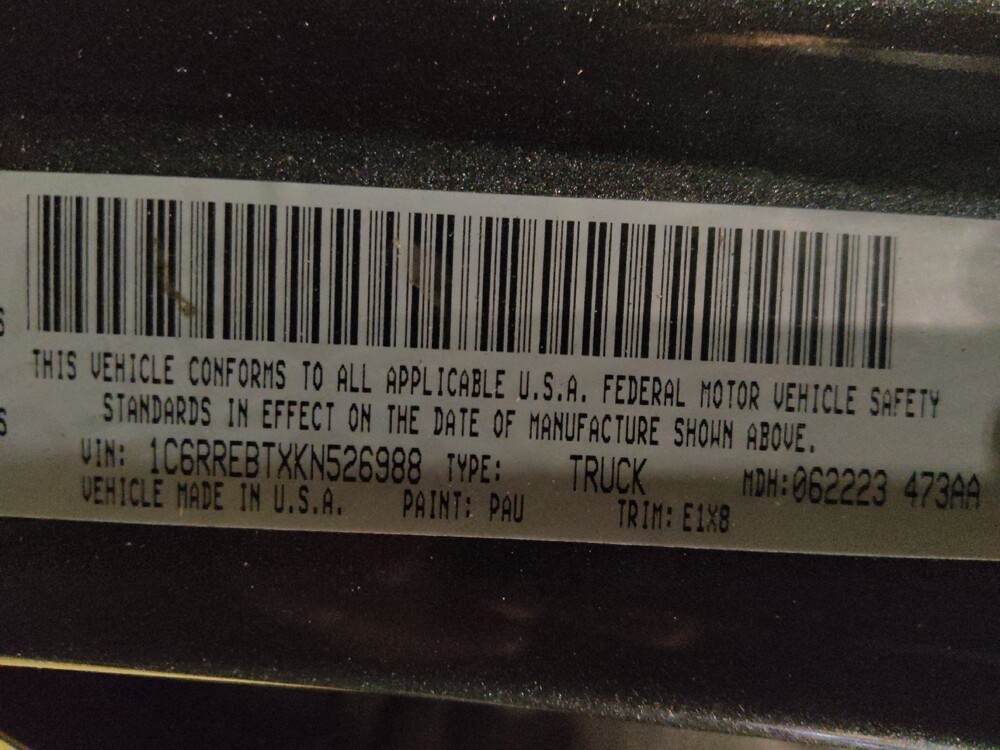 THIS VEHICLE CONFORMS TO ALL APPLICABLE U.S.A. FEDERAL MOTOR VEHICLE SAFETY
STANDARDS IN EFFECT ON THE DATE OF MANUFACTURE SHOWN ABOVE.
VIN: 1C6RREBTXKN526988 TYPE: TRUCK MDH:062223 473AA
VEHICLE MADE IN U.S.A. PAINT: PAU TRIM: E1X8